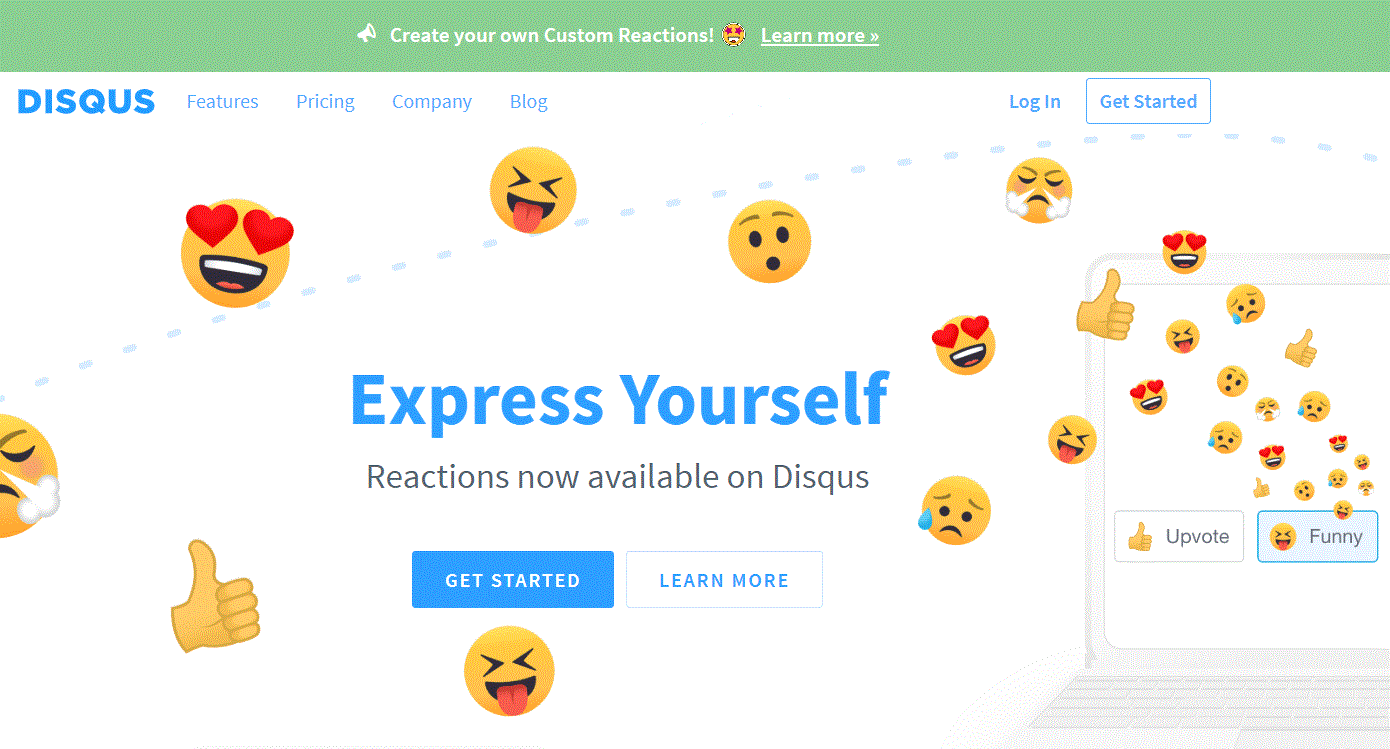 Create your own Custom Reactions! Learn more »
DISQUS Features Pricing Company Blog Log In Get Started
Express Yourself
Reactions now available on Disqus
Upvote Funny
GET STARTED LEARN MORE